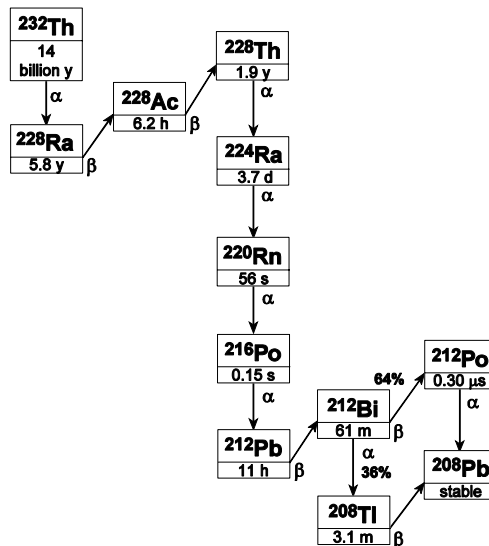 232Th
14
billion y
α
228Ra
5.8 y
β
228Ac
6.2 h
β
228Th
1.9 y
α
224Ra
3.7 d
α
220Rn
56 s
α
216Po
0.15 s
α
212Pb
11 h
β
212Bi
61 m
β
64%
212Po
0.30 μs
α
α
36%
208Tl
3.1 m
β
208Pb
stable